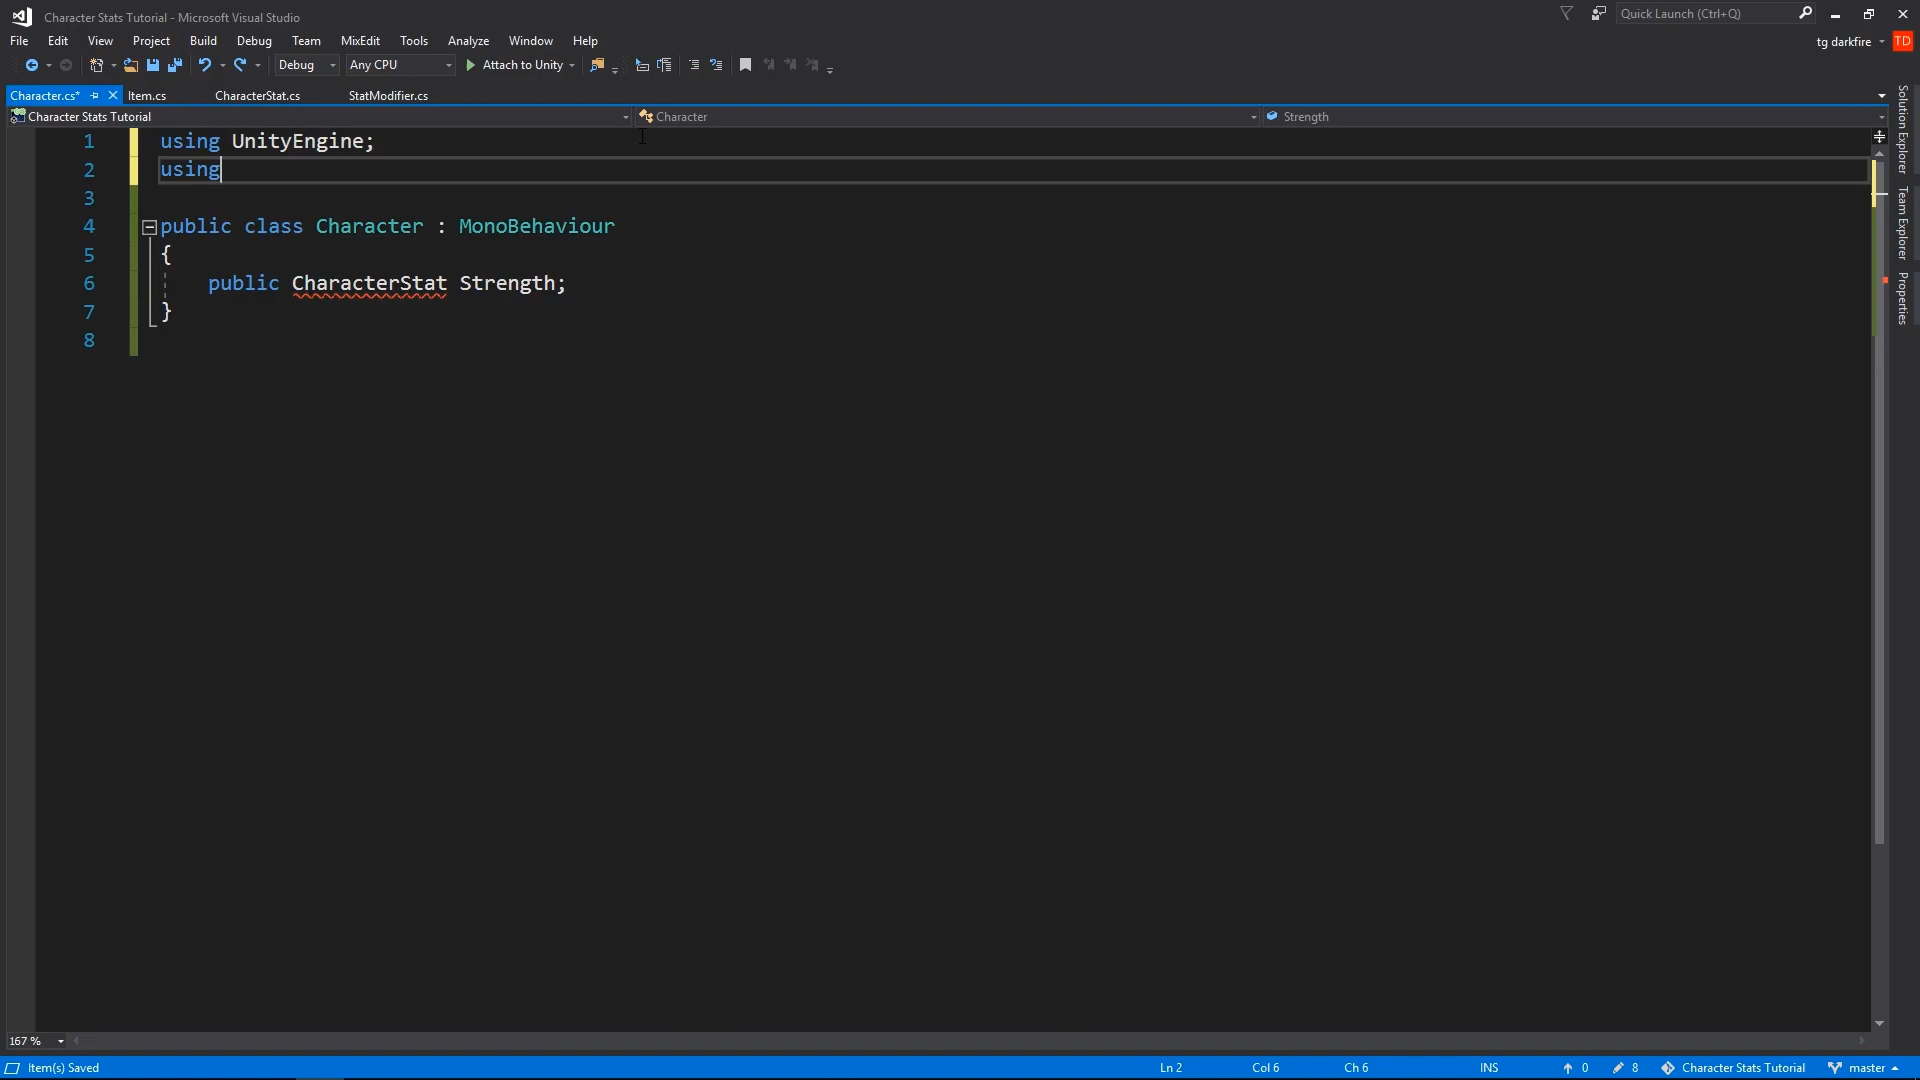 Character Stats Tutorial - Microsoft Visual Studio
Quick Launch (Ctrl+Q)
File Edit View Project Build Debug Team MixEdit Tools Analyze Window Help
tg darkfire TD
Debug Any CPU Attach to Unity
Character.cs* Item.cs CharacterStat.cs StatModifier.cs
Character Stats Tutorial Character Strength
1 using UnityEngine;
2 using
3
4 public class Character : MonoBehaviour
5 {
6 public CharacterStat Strength;
7 }
8
Solution Explorer
Team Explorer
Properties
167 %
Item(s) Saved Ln 2 Col 6 Ch 6 INS 0 8 Character Stats Tutorial master